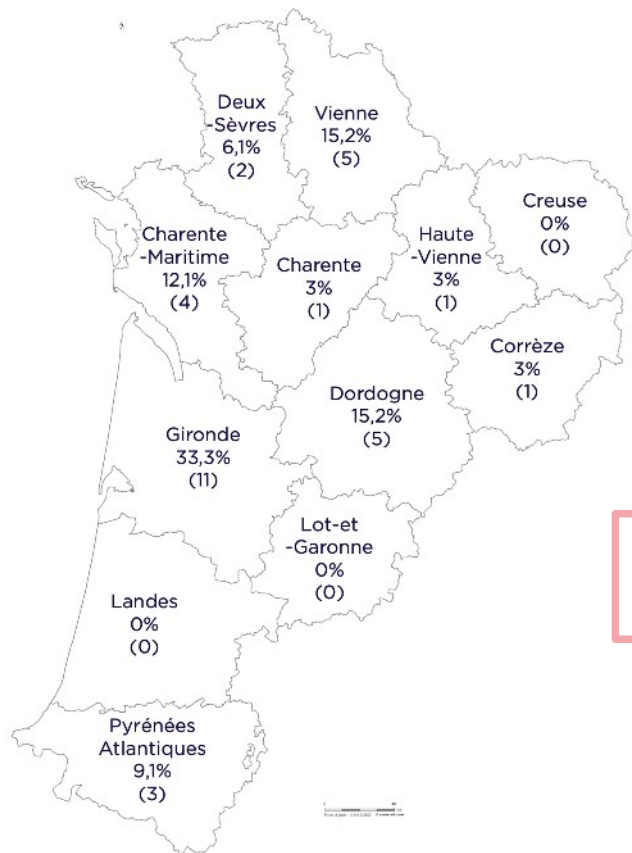 Deux
-Sèvres
6,1%
(2)
Vienne
15,2%
(5)
Charente
-Maritime
12,1%
(4)
Charente
3%
(1)
Haute
-Vienne
3%
(1)
Creuse
0%
(0)
Corrèze
3%
(1)
Dordogne
15,2%
(5)
Gironde
33,3%
(11)
Lot-et
-Garonne
0%
(0)
Landes
0%
(0)
Pyrénées
Atlantiques
9,1%
(3)